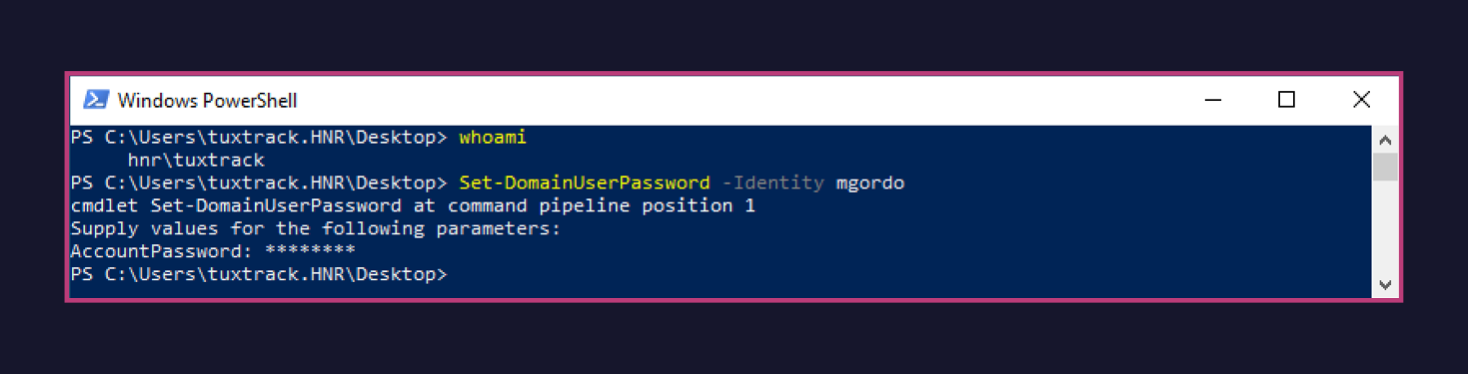 Windows PowerShell
PS C:\Users\tuxtrack.HNR\Desktop> whoami
hnr\tuxtrack
PS C:\Users\tuxtrack.HNR\Desktop> Set-DomainUserPassword -Identity mgordo
cmdlet Set-DomainUserPassword at command pipeline position 1
Supply values for the following parameters:
AccountPassword: ********
PS C:\Users\tuxtrack.HNR\Desktop>